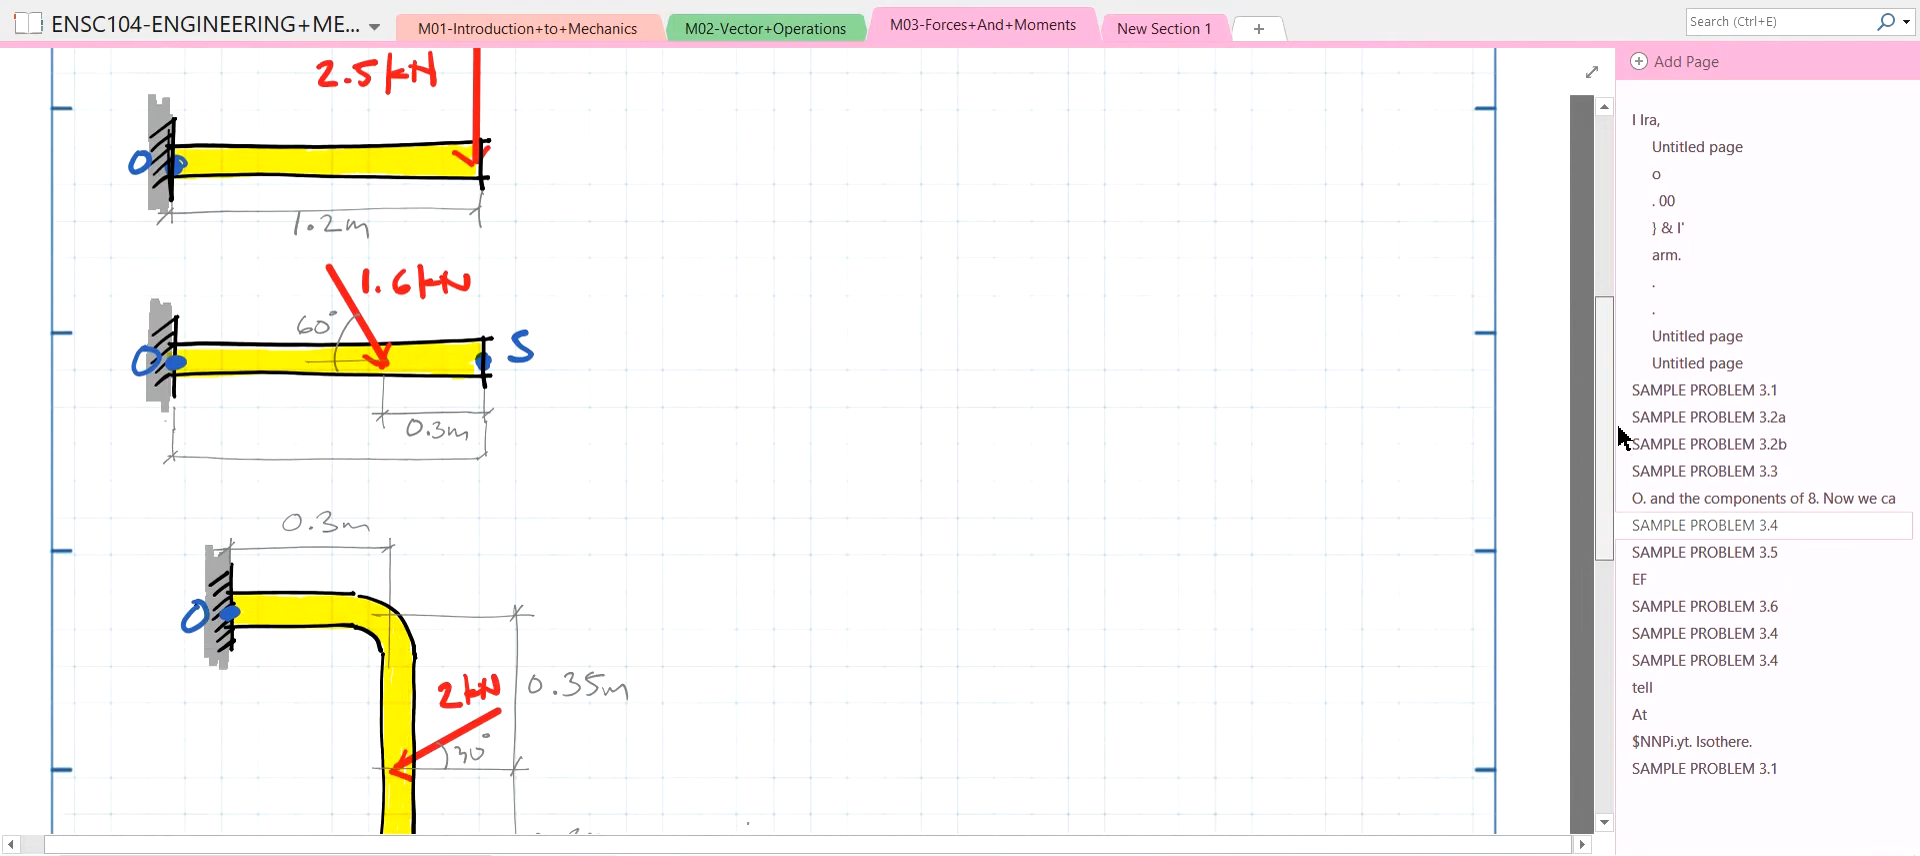 ENSC104-ENGINEERING+ME...
M01-Introduction+to+Mechanics
M02-Vector+Operations
M03-Forces+And+Moments
New Section 1
Search (Ctrl+E)
Add Page
2.5kN
O
1.2m
1.6kN
60°
O
S
0.3m
0.3m
O
2kN
0.35m
30°
I Ira,
Untitled page
o
. 00
} & I'
arm.
.
.
Untitled page
Untitled page
SAMPLE PROBLEM 3.1
SAMPLE PROBLEM 3.2a
SAMPLE PROBLEM 3.2b
SAMPLE PROBLEM 3.3
O. and the components of 8. Now we ca
SAMPLE PROBLEM 3.4
SAMPLE PROBLEM 3.5
EF
SAMPLE PROBLEM 3.6
SAMPLE PROBLEM 3.4
SAMPLE PROBLEM 3.4
tell
At
$NNPi.yt. Isothere.
SAMPLE PROBLEM 3.1